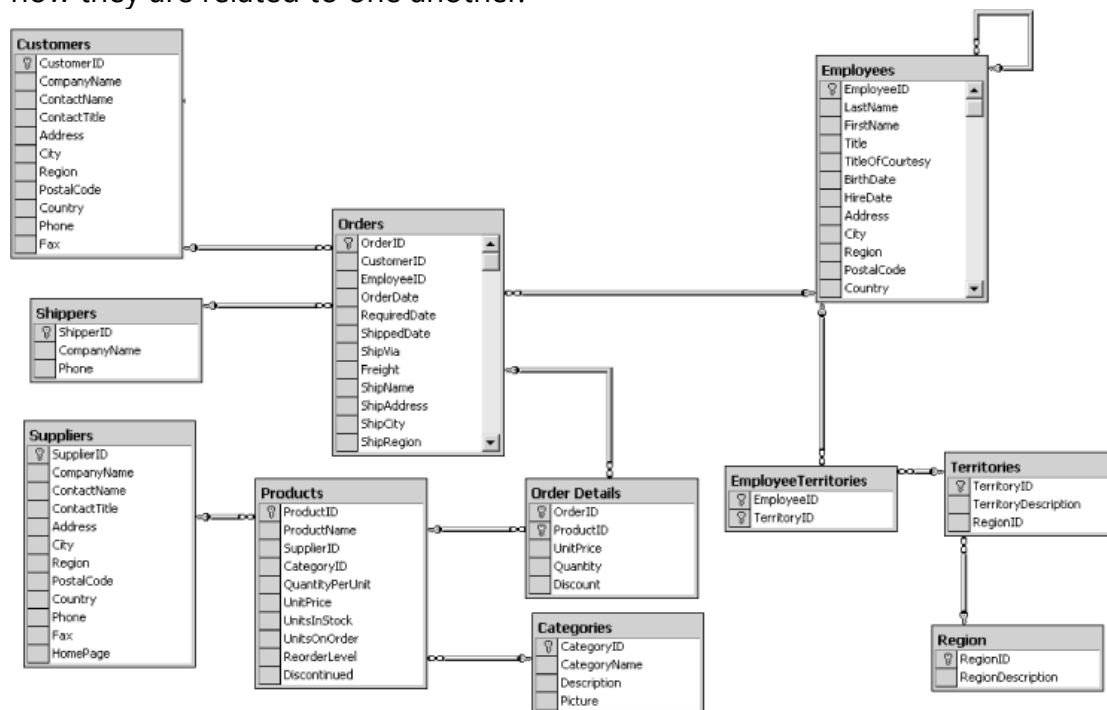 how they are related to one another.
Customers
CustomerID
CompanyName
ContactName
ContactTitle
Address
City
Region
PostalCode
Country
Phone
Fax
Employees
EmployeeID
LastName
FirstName
Title
TitleOfCourtesy
BirthDate
HireDate
Address
City
Region
PostalCode
Country
Orders
OrderID
CustomerID
EmployeeID
OrderDate
RequiredDate
ShippedDate
ShipVia
Freight
ShipName
ShipAddress
ShipCity
ShipRegion
Shippers
ShipperID
CompanyName
Phone
Suppliers
SupplierID
CompanyName
ContactName
ContactTitle
Address
City
Region
PostalCode
Country
Phone
Fax
HomePage
Products
ProductID
ProductName
SupplierID
CategoryID
QuantityPerUnit
UnitPrice
UnitsInStock
UnitsOnOrder
ReorderLevel
Discontinued
Order Details
OrderID
ProductID
UnitPrice
Quantity
Discount
Categories
CategoryID
CategoryName
Description
Picture
EmployeeTerritories
EmployeeID
TerritoryID
Territories
TerritoryID
TerritoryDescription
RegionID
Region
RegionID
RegionDescription